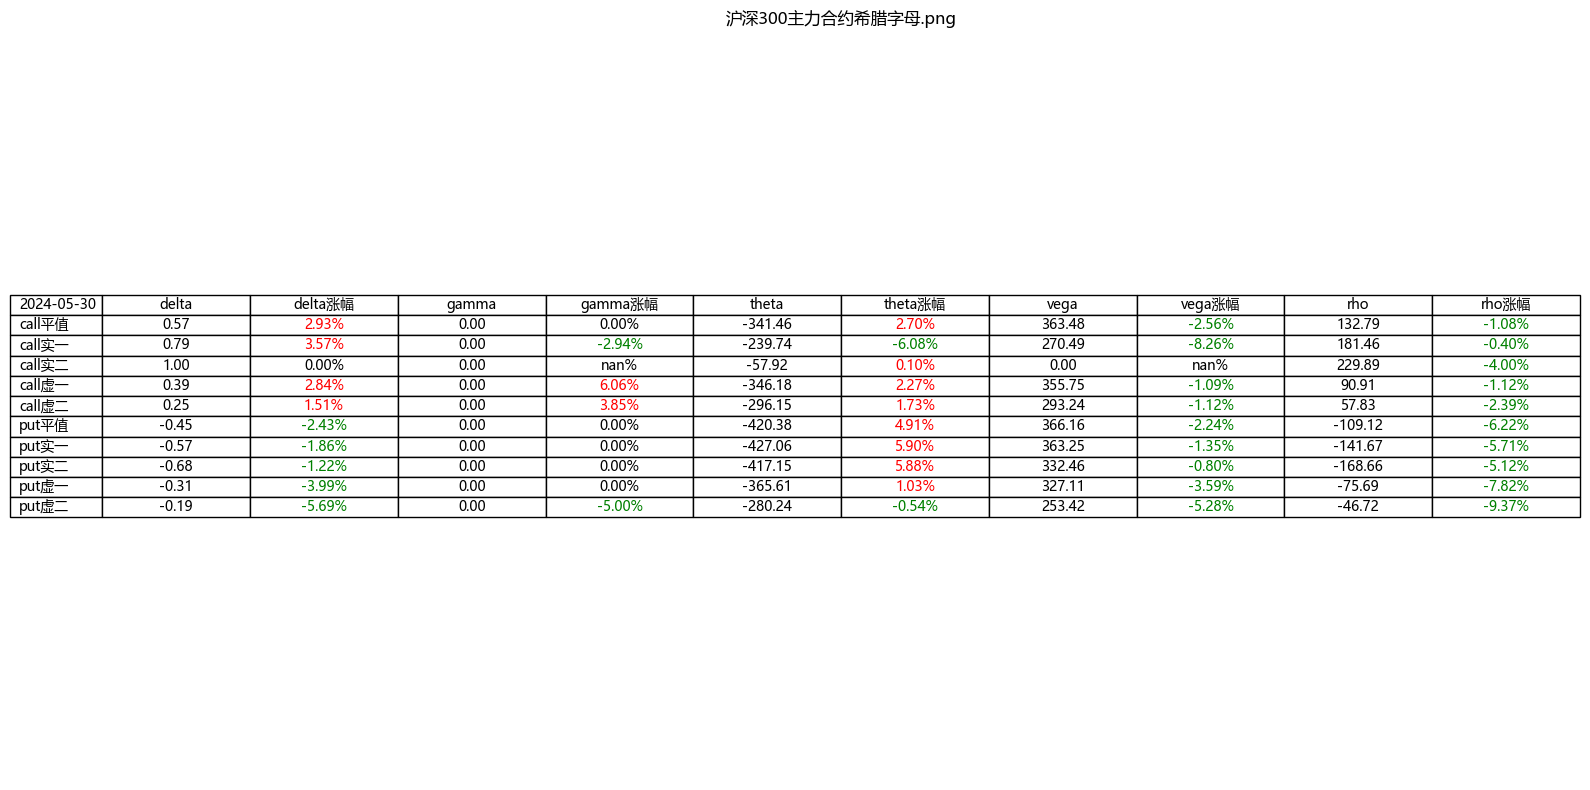 沪深300主力合约希腊字母.png
2024-05-30 delta delta涨幅 gamma gamma涨幅 theta theta涨幅 vega vega涨幅 rho rho涨幅
call平值 0.57 2.93% 0.00 0.00% -341.46 2.70% 363.48 -2.56% 132.79 -1.08%
call实一 0.79 3.57% 0.00 -2.94% -239.74 -6.08% 270.49 -8.26% 181.46 -0.40%
call实二 1.00 0.00% 0.00 nan% -57.92 0.10% 0.00 nan% 229.89 -4.00%
call虚一 0.39 2.84% 0.00 6.06% -346.18 2.27% 355.75 -1.09% 90.91 -1.12%
call虚二 0.25 1.51% 0.00 3.85% -296.15 1.73% 293.24 -1.12% 57.83 -2.39%
put平值 -0.45 -2.43% 0.00 0.00% -420.38 4.91% 366.16 -2.24% -109.12 -6.22%
put实一 -0.57 -1.86% 0.00 0.00% -427.06 5.90% 363.25 -1.35% -141.67 -5.71%
put实二 -0.68 -1.22% 0.00 0.00% -417.15 5.88% 332.46 -0.80% -168.66 -5.12%
put虚一 -0.31 -3.99% 0.00 0.00% -365.61 1.03% 327.11 -3.59% -75.69 -7.82%
put虚二 -0.19 -5.69% 0.00 -5.00% -280.24 -0.54% 253.42 -5.28% -46.72 -9.37%